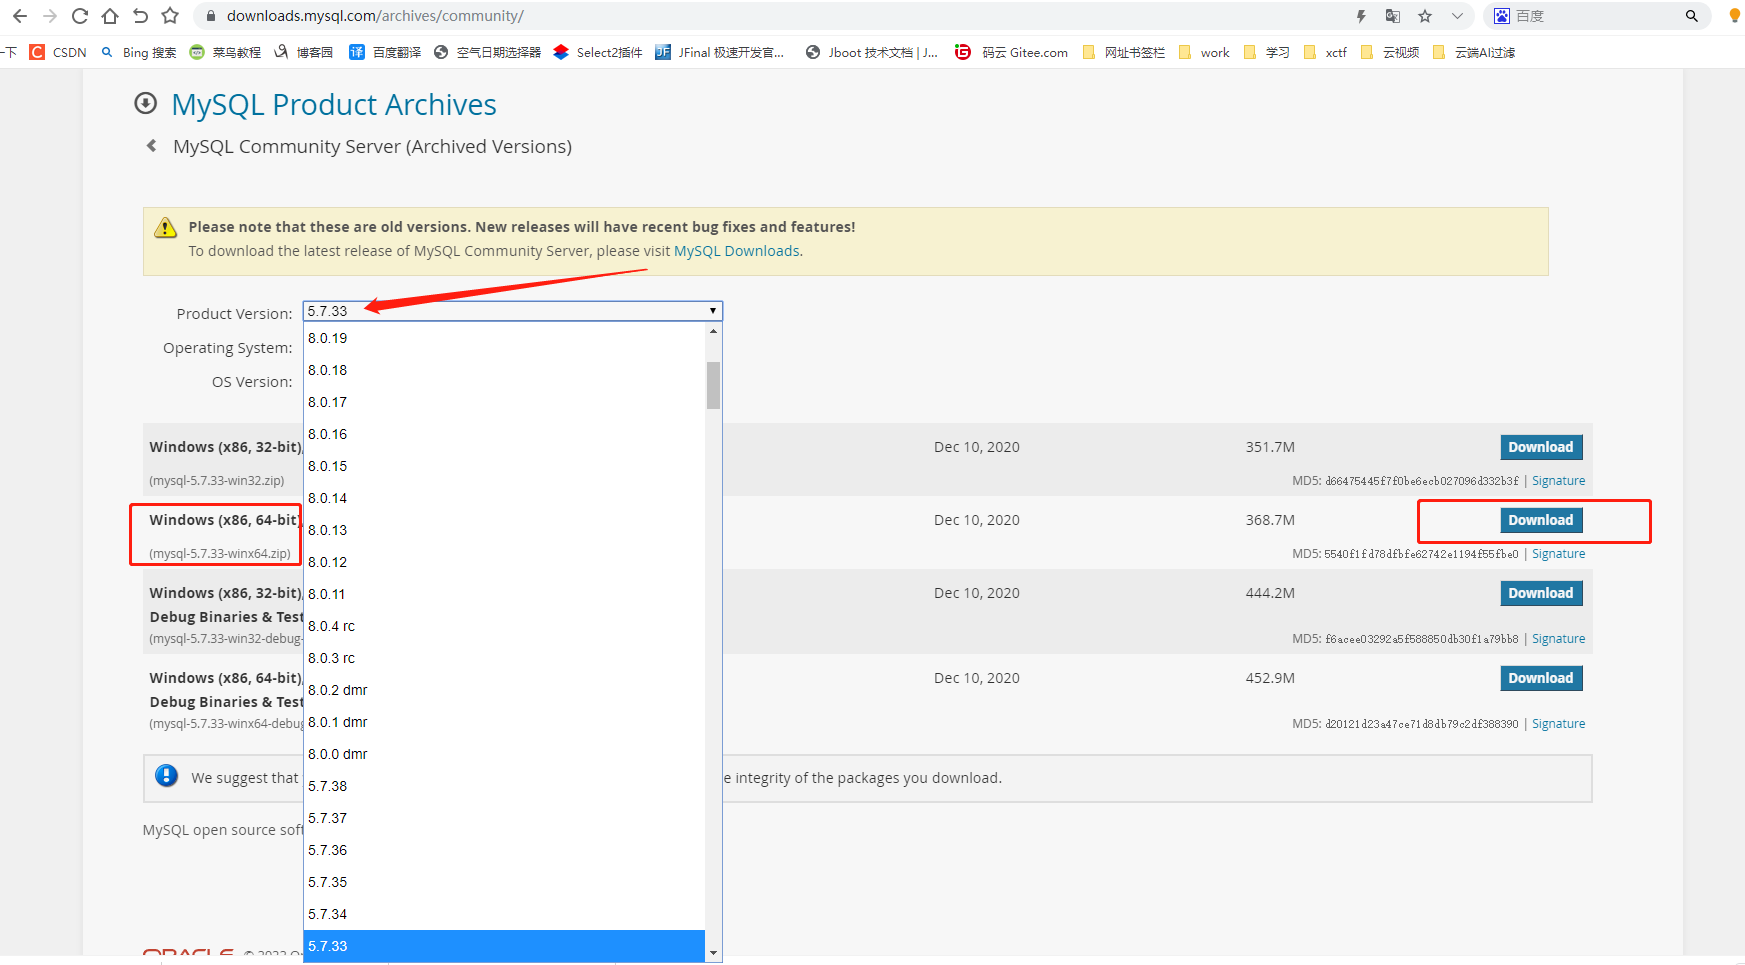 downloads.mysql.com/archives/community/
百度
一下
CSDN
Bing 搜索
菜鸟教程
博客园
译
百度翻译
空气日期选择器
Select2插件
JF
JFinal 极速开发官...
Jboot 技术文档 | J...
码云 Gitee.com
网址书签栏
work
学习
xctf
云视频
云端AI过滤
MySQL Product Archives
MySQL Community Server (Archived Versions)
Please note that these are old versions. New releases will have recent bug fixes and features!
To download the latest release of MySQL Community Server, please visit MySQL Downloads.
Product Version:
5.7.33
Operating System:
OS Version:
8.0.19
8.0.18
8.0.17
8.0.16
8.0.15
8.0.14
8.0.13
8.0.12
8.0.11
8.0.4 rc
8.0.3 rc
8.0.2 dmr
8.0.1 dmr
8.0.0 dmr
5.7.38
5.7.37
5.7.36
5.7.35
5.7.34
5.7.33
Windows (x86, 32-bit),
Dec 10, 2020
351.7M
Download
(mysql-5.7.33-win32.zip)
MD5: d66475445f7f0be6ecb027096d332b3f | Signature
Windows (x86, 64-bit)
Dec 10, 2020
368.7M
Download
(mysql-5.7.33-winx64.zip)
MD5: 5540f1fd78dfbfe62742e1194f55fbe0 | Signature
Windows (x86, 32-bit),
Dec 10, 2020
444.2M
Download
Debug Binaries & Test
(mysql-5.7.33-win32-debug-
MD5: f6acee03292a5f588850db30f1a79bb8 | Signature
Windows (x86, 64-bit),
Dec 10, 2020
452.9M
Download
Debug Binaries & Test
(mysql-5.7.33-winx64-debug
MD5: d20121d23a47ce71d8db79c2df388390 | Signature
We suggest that
e integrity of the packages you download.
MySQL open source soft
ORACLE © 2022 Or